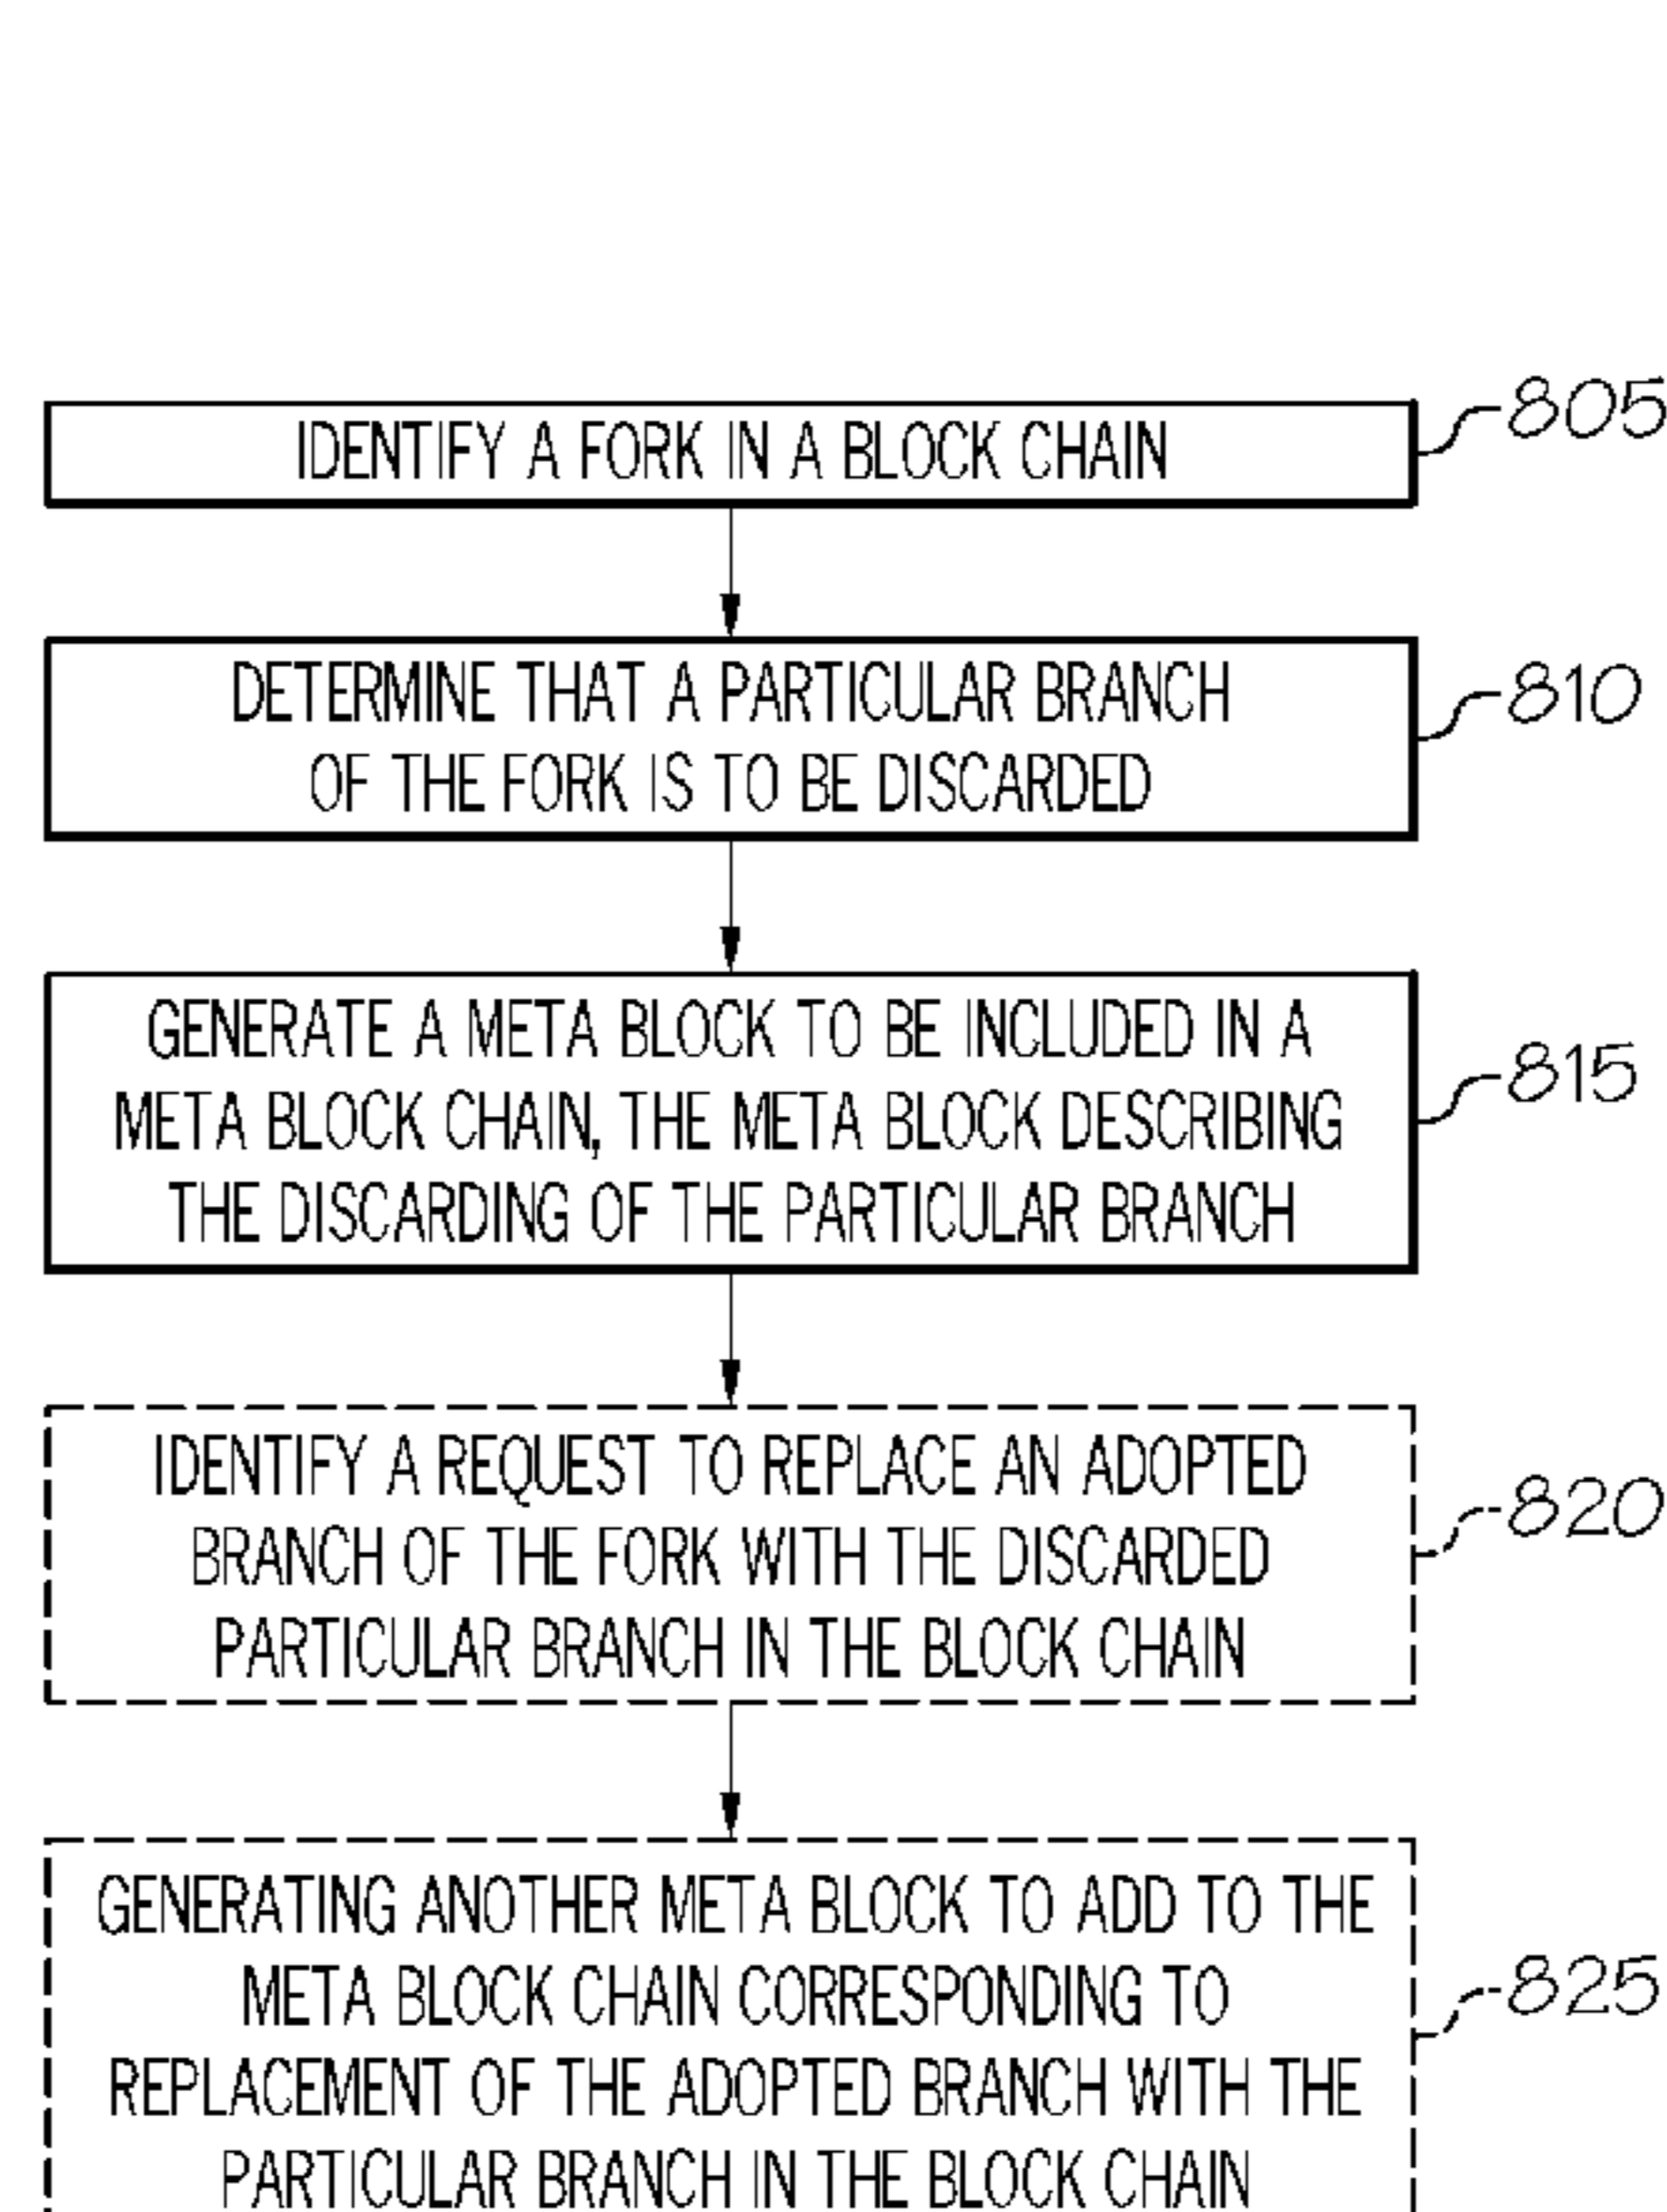 IDENTIFY A FORK IN A BLOCK CHAIN
805
DETERMINE THAT A PARTICULAR BRANCH
OF THE FORK IS TO BE DISCARDED
810
GENERATE A META BLOCK TO BE INCLUDED IN A
META BLOCK CHAIN, THE META BLOCK DESCRIBING
THE DISCARDING OF THE PARTICULAR BRANCH
815
IDENTIFY A REQUEST TO REPLACE AN ADOPTED
BRANCH OF THE FORK WITH THE DISCARDED
PARTICULAR BRANCH IN THE BLOCK CHAIN
820
GENERATING ANOTHER META BLOCK TO ADD TO THE
META BLOCK CHAIN CORRESPONDING TO
REPLACEMENT OF THE ADOPTED BRANCH WITH THE
PARTICULAR BRANCH IN THE BLOCK CHAIN
825